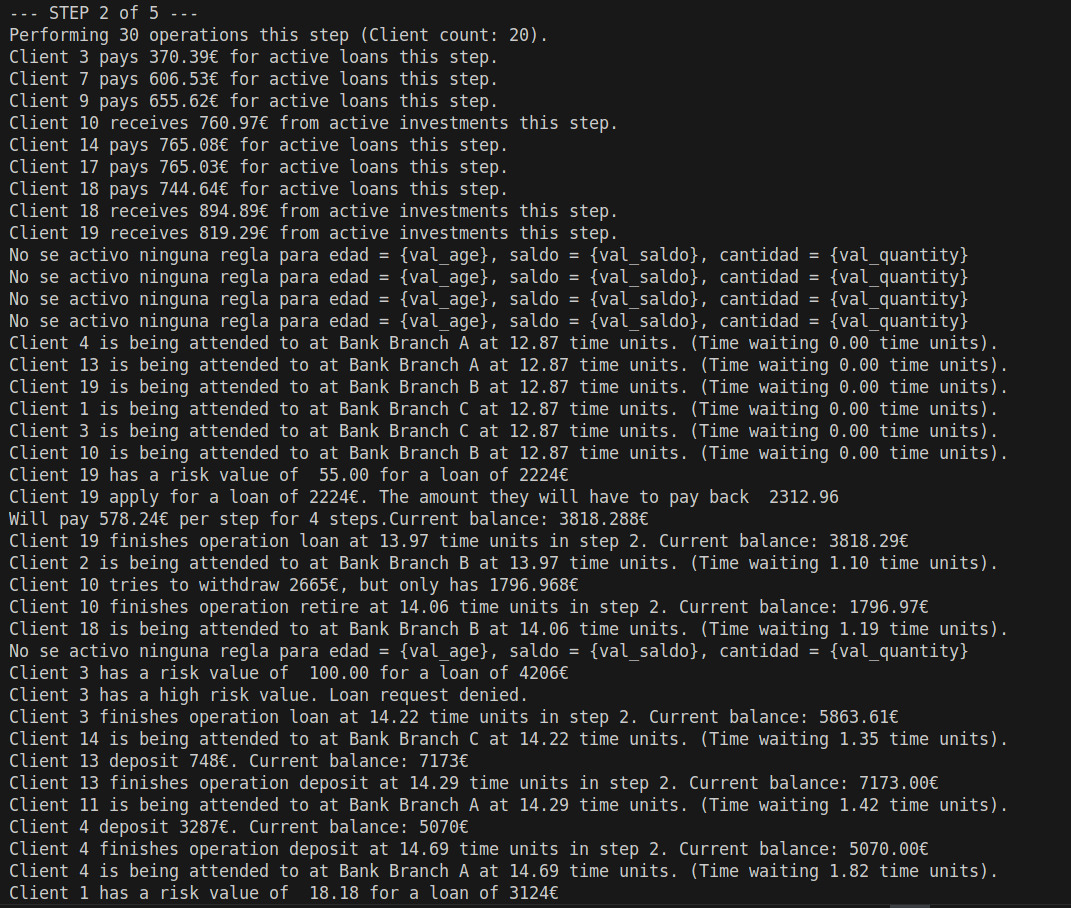 --- STEP 2 of 5 ---
Performing 30 operations this step (Client count: 20).
Client 3 pays 370.39€ for active loans this step.
Client 7 pays 606.53€ for active loans this step.
Client 9 pays 655.62€ for active loans this step.
Client 10 receives 760.97€ from active investments this step.
Client 14 pays 765.08€ for active loans this step.
Client 17 pays 765.03€ for active loans this step.
Client 18 pays 744.64€ for active loans this step.
Client 18 receives 894.89€ from active investments this step.
Client 19 receives 819.29€ from active investments this step.
No se activo ninguna regla para edad = {val_age}, saldo = {val_saldo}, cantidad = {val_quantity}
No se activo ninguna regla para edad = {val_age}, saldo = {val_saldo}, cantidad = {val_quantity}
No se activo ninguna regla para edad = {val_age}, saldo = {val_saldo}, cantidad = {val_quantity}
No se activo ninguna regla para edad = {val_age}, saldo = {val_saldo}, cantidad = {val_quantity}
Client 4 is being attended to at Bank Branch A at 12.87 time units. (Time waiting 0.00 time units).
Client 13 is being attended to at Bank Branch A at 12.87 time units. (Time waiting 0.00 time units).
Client 19 is being attended to at Bank Branch B at 12.87 time units. (Time waiting 0.00 time units).
Client 1 is being attended to at Bank Branch C at 12.87 time units. (Time waiting 0.00 time units).
Client 3 is being attended to at Bank Branch C at 12.87 time units. (Time waiting 0.00 time units).
Client 10 is being attended to at Bank Branch B at 12.87 time units. (Time waiting 0.00 time units).
Client 19 has a risk value of  55.00 for a loan of 2224€
Client 19 apply for a loan of 2224€. The amount they will have to pay back  2312.96
Will pay 578.24€ per step for 4 steps.Current balance: 3818.288€
Client 19 finishes operation loan at 13.97 time units in step 2. Current balance: 3818.29€
Client 2 is being attended to at Bank Branch B at 13.97 time units. (Time waiting 1.10 time units).
Client 10 tries to withdraw 2665€, but only has 1796.968€
Client 10 finishes operation retire at 14.06 time units in step 2. Current balance: 1796.97€
Client 18 is being attended to at Bank Branch B at 14.06 time units. (Time waiting 1.19 time units).
No se activo ninguna regla para edad = {val_age}, saldo = {val_saldo}, cantidad = {val_quantity}
Client 3 has a risk value of  100.00 for a loan of 4206€
Client 3 has a high risk value. Loan request denied.
Client 3 finishes operation loan at 14.22 time units in step 2. Current balance: 5863.61€
Client 14 is being attended to at Bank Branch C at 14.22 time units. (Time waiting 1.35 time units).
Client 13 deposit 748€. Current balance: 7173€
Client 13 finishes operation deposit at 14.29 time units in step 2. Current balance: 7173.00€
Client 11 is being attended to at Bank Branch A at 14.29 time units. (Time waiting 1.42 time units).
Client 4 deposit 3287€. Current balance: 5070€
Client 4 finishes operation deposit at 14.69 time units in step 2. Current balance: 5070.00€
Client 4 is being attended to at Bank Branch A at 14.69 time units. (Time waiting 1.82 time units).
Client 1 has a risk value of  18.18 for a loan of 3124€